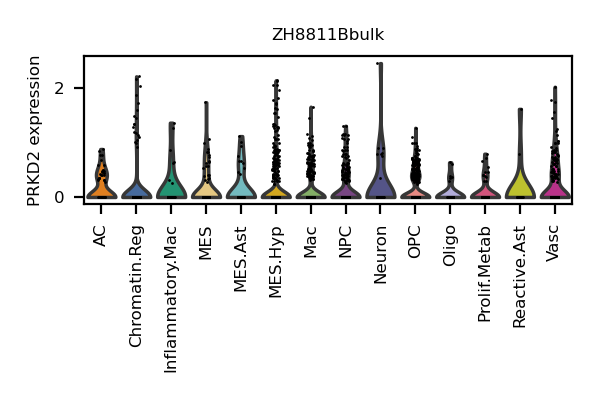 ZH8811Bbulk
PRKD2 expression
2
0
AC
Chromatin.Reg
Inflammatory.Mac
MES
MES.Ast
MES.Hyp
Mac
NPC
Neuron
OPC
Oligo
Prolif.Metab
Reactive.Ast
Vasc